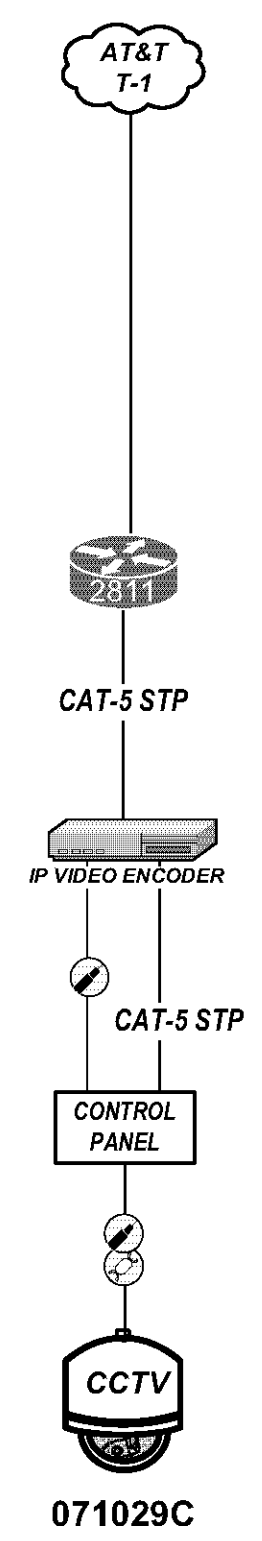 AT&T
T-1
2811
CAT-5 STP
IP VIDEO ENCODER
CAT-5 STP
CONTROL
PANEL
CCTV
071029C